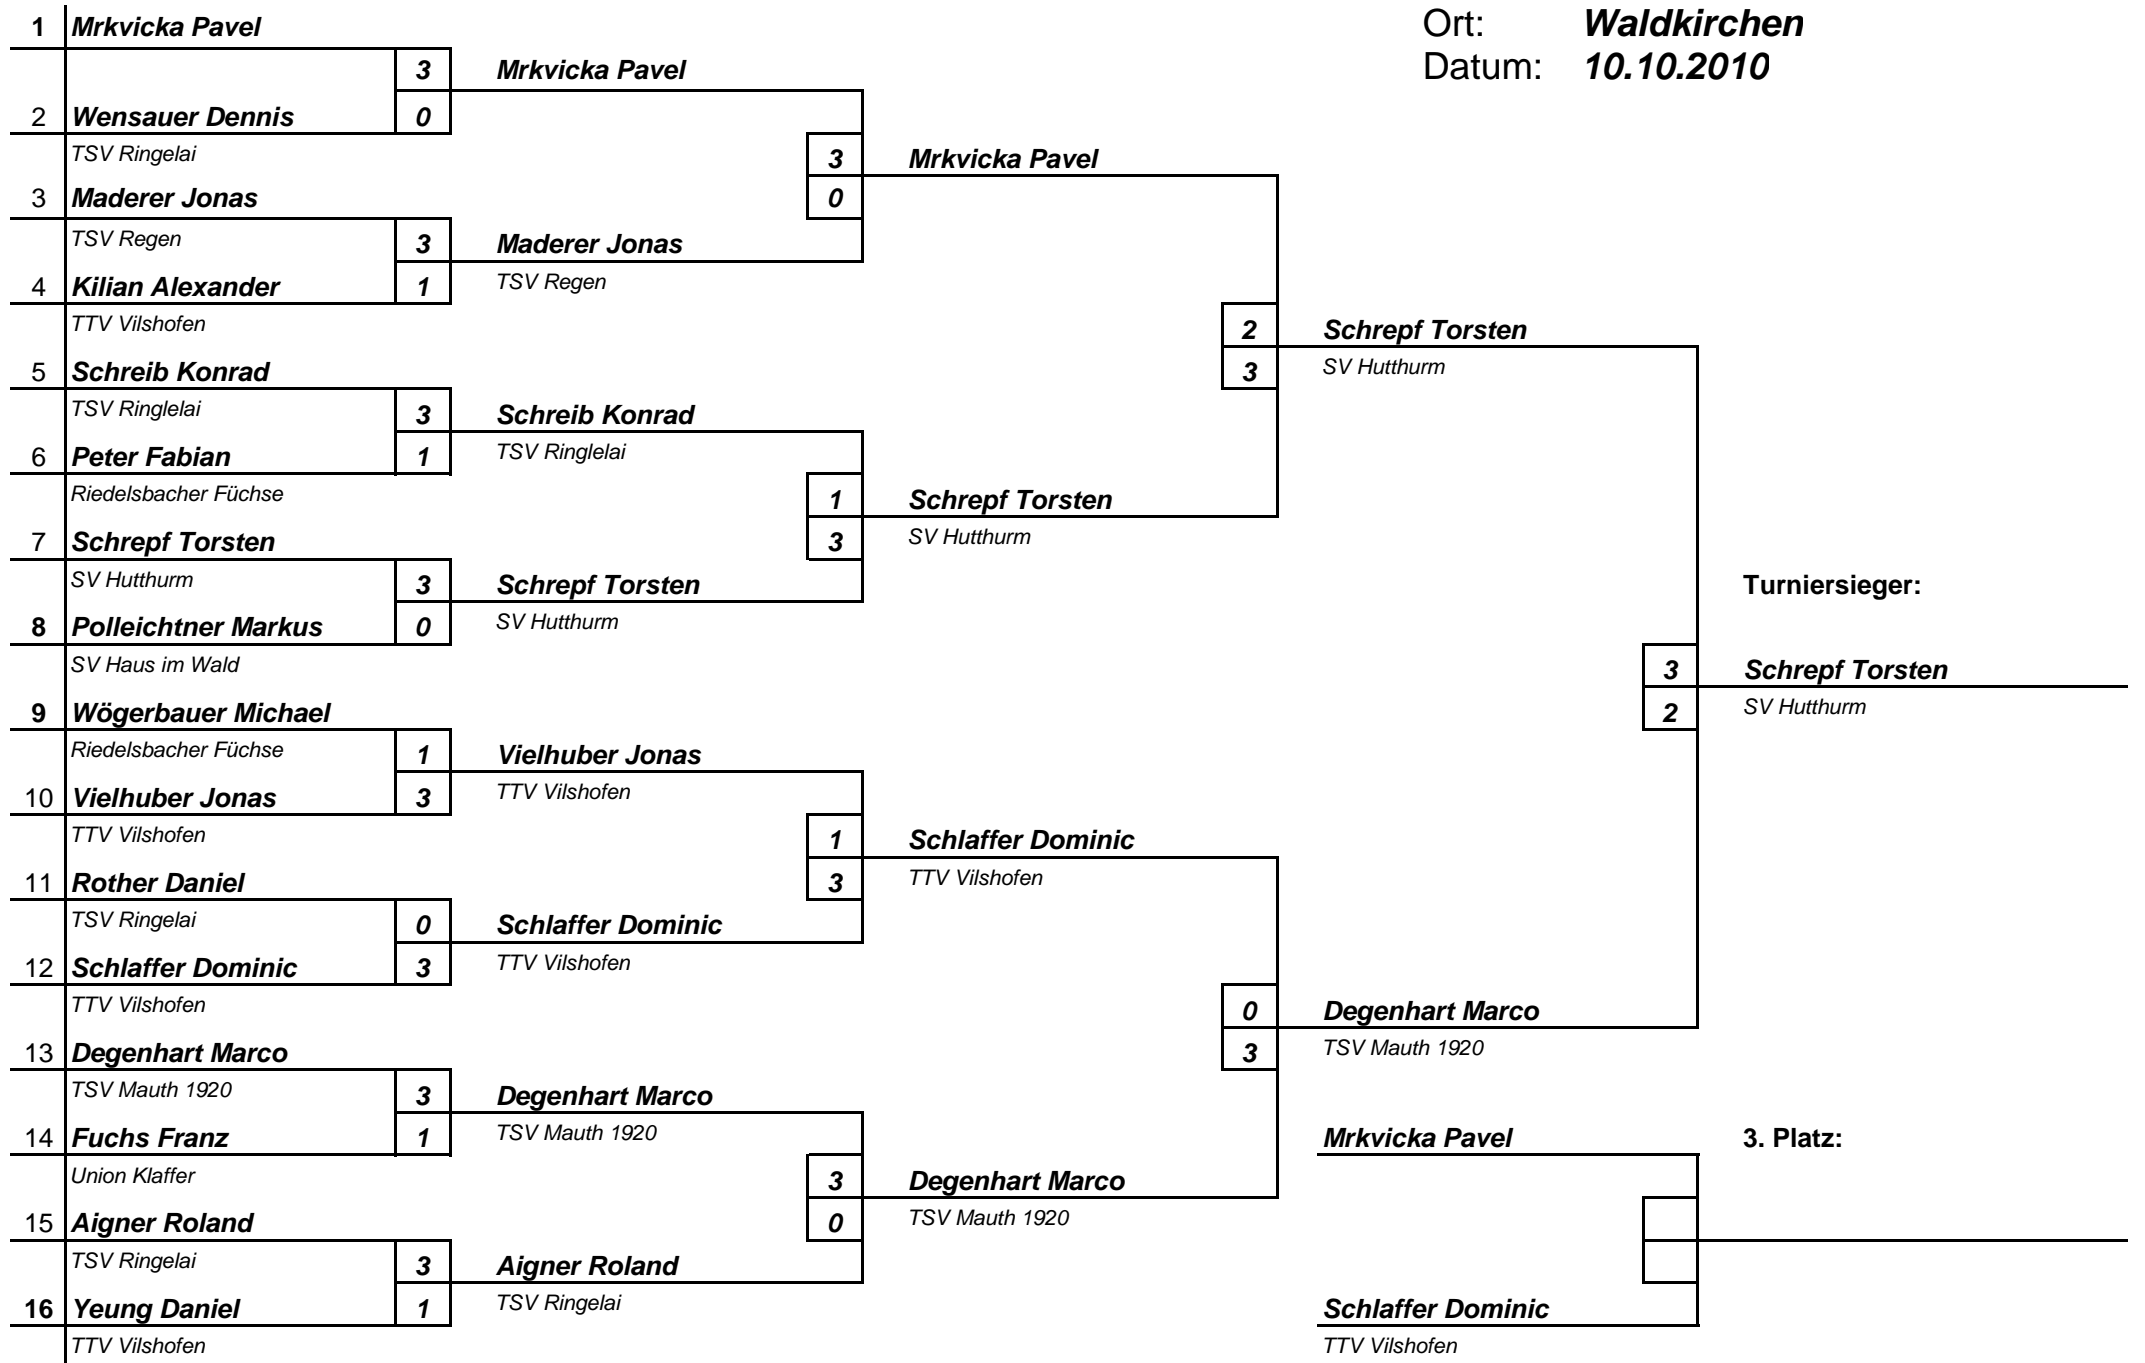 Ort: Waldkirchen
Datum: 10.10.2010
1 Mrkvicka Pavel
3 Mrkvicka Pavel
2 Wensauer Dennis 0
TSV Ringelai
3 Mrkvicka Pavel
3 Maderer Jonas 0
TSV Regen
3 Maderer Jonas
4 Kilian Alexander 1
TSV Regen
TTV Vilshofen
2 Schrepf Torsten
5 Schreib Konrad
3 SV Hutthurm
TSV Ringlelai
3 Schreib Konrad
6 Peter Fabian 1
TSV Ringlelai
Riedelsbacher Füchse
1 Schrepf Torsten
7 Schrepf Torsten
3 SV Hutthurm
SV Hutthurm
3 Schrepf Torsten
Turniersieger:
8 Polleichtner Markus 0
SV Hutthurm
SV Haus im Wald
3 Schrepf Torsten
9 Wögerbauer Michael
2 SV Hutthurm
Riedelsbacher Füchse
1 Vielhuber Jonas
10 Vielhuber Jonas 3
TTV Vilshofen
TTV Vilshofen
1 Schlaffer Dominic
11 Rother Daniel
3 TTV Vilshofen
TSV Ringelai
0 Schlaffer Dominic
12 Schlaffer Dominic 3
TTV Vilshofen
TTV Vilshofen
0 Degenhart Marco
13 Degenhart Marco
3 TSV Mauth 1920
TSV Mauth 1920
3 Degenhart Marco
14 Fuchs Franz 1
TSV Mauth 1920
Mrkvicka Pavel
3. Platz:
Union Klaffer
3 Degenhart Marco
15 Aigner Roland
0 TSV Mauth 1920
TSV Ringelai
3 Aigner Roland
16 Yeung Daniel 1
TSV Ringelai
Schlaffer Dominic
TTV Vilshofen
TTV Vilshofen